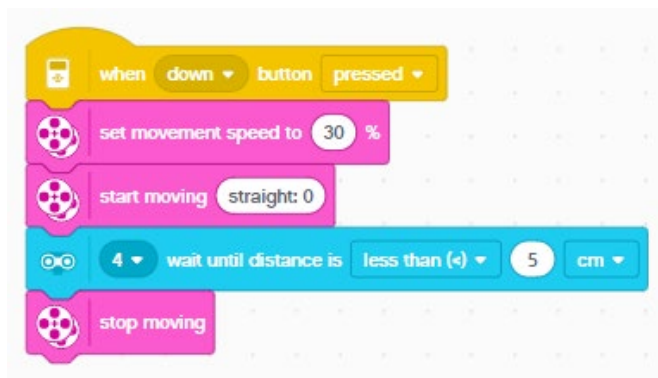 when down button pressed
set movement speed to 30 %
start moving straight: 0
4 wait until distance is less than (<) 5 cm
stop moving